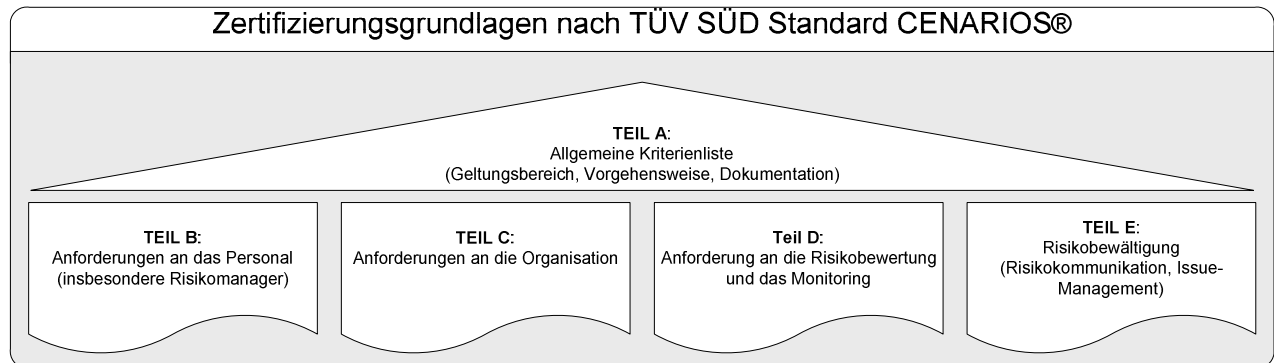 Zertifizierungsgrundlagen nach TÜV SÜD Standard CENARIOS®
TEIL A:
Allgemeine Kriterienliste
(Geltungsbereich, Vorgehensweise, Dokumentation)
TEIL B:
Anforderungen an das Personal
(insbesondere Risikomanager)
TEIL C:
Anforderungen an die Organisation
Teil D:
Anforderung an die Risikobewertung
und das Monitoring
TEIL E:
Risikobewältigung
(Risikokommunikation, Issue-
Management)